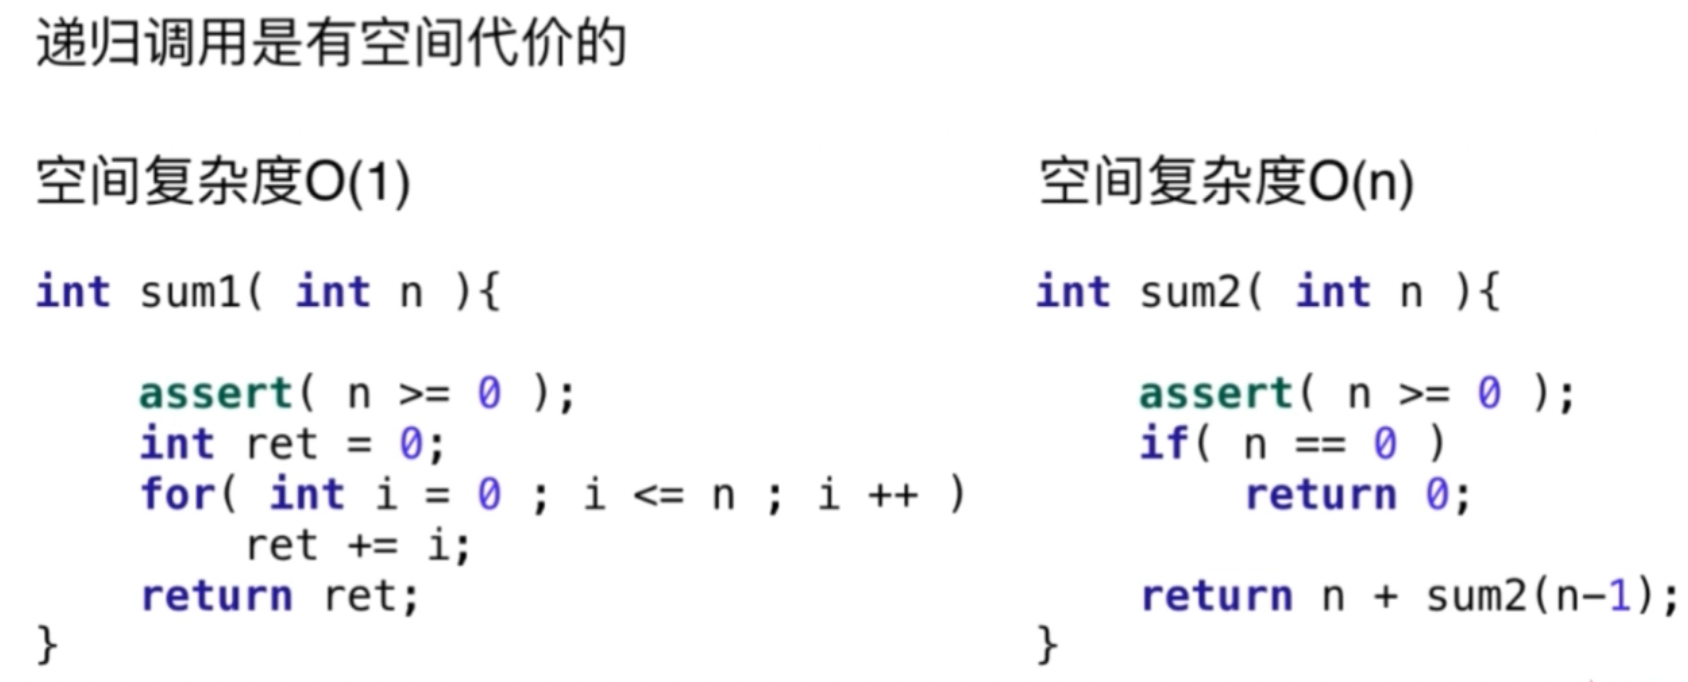 递归调用是有空间代价的
空间复杂度O(1)
int sum1( int n ){
assert( n >= 0 );
int ret = 0;
for( int i = 0 ; i <= n ; i ++ )
ret += i;
return ret;
}
空间复杂度O(n)
int sum2( int n ){
assert( n >= 0 );
if( n == 0 )
return 0;
return n + sum2(n-1);
}